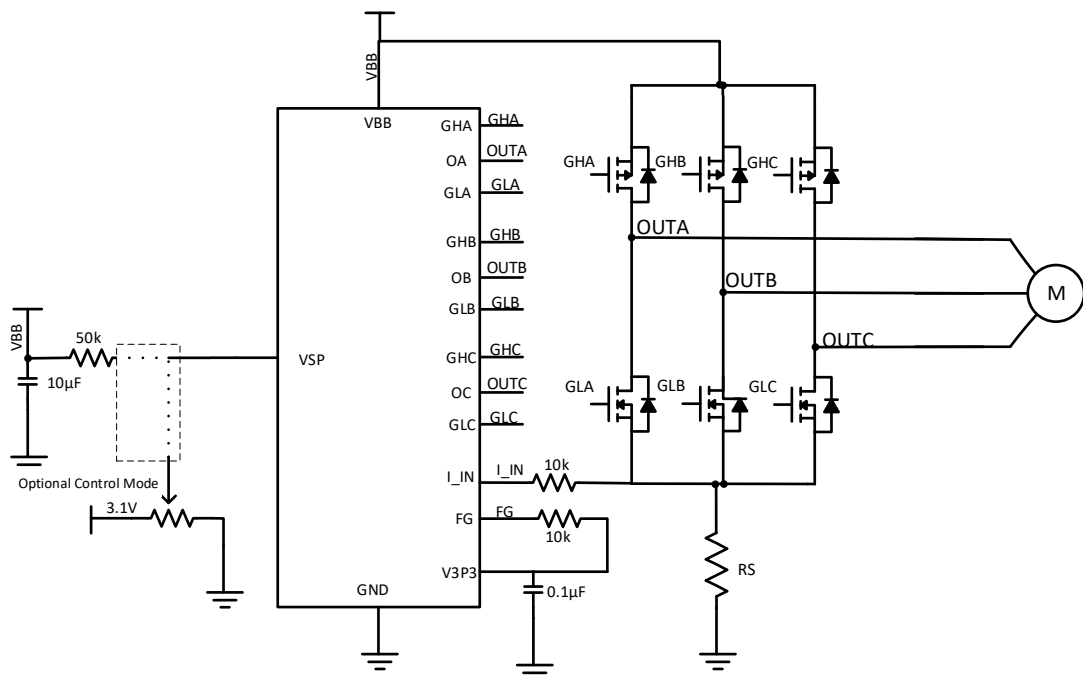 VBB
VBB
GHA GHA
OA OUTA
GLA GLA
GHB GHB
OB OUTB
GLB GLB
GHC GHC
OC OUTC
GLC GLC
I_IN I_IN 10k
FG FG 10k
V3P3
0.1µF
GND
VSP
VBB
50k
10µF
Optional Control Mode
3.1V
GHA GHB GHC
OUTA
OUTB
OUTC
M
GLA GLB GLC
RS